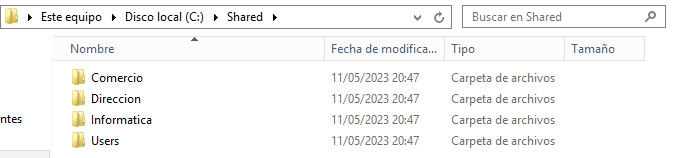 Este equipo ▸ Disco local (C:) ▸ Shared ▸ Buscar en Shared
Nombre Fecha de modifica... Tipo Tamaño
Comercio 11/05/2023 20:47 Carpeta de archivos
Direccion 11/05/2023 20:47 Carpeta de archivos
Informatica 11/05/2023 20:47 Carpeta de archivos
ntes
Users 11/05/2023 20:47 Carpeta de archivos